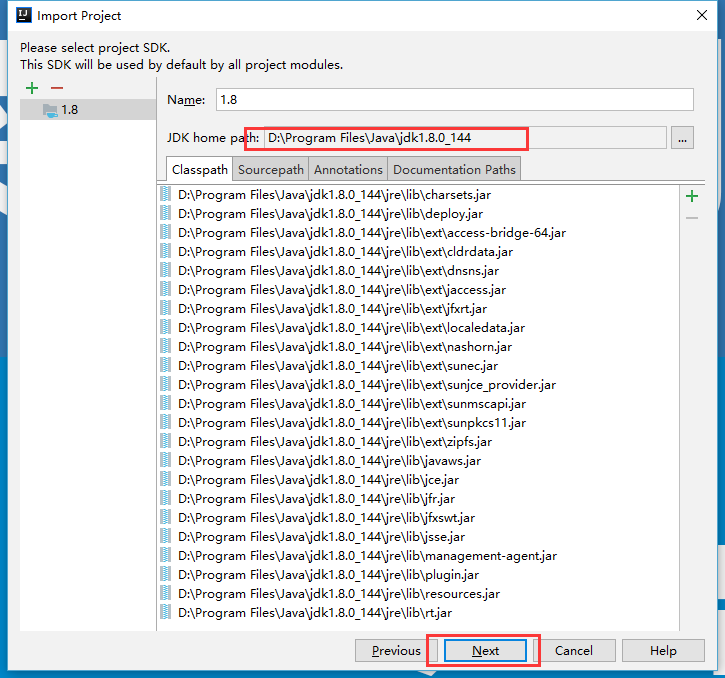 Import Project
Please select project SDK.
This SDK will be used by default by all project modules.
1.8
Name: 1.8
JDK home path: D:\Program Files\Java\jdk1.8.0_144 ...
Classpath Sourcepath Annotations Documentation Paths
D:\Program Files\Java\jdk1.8.0_144\jre\lib\charsets.jar
D:\Program Files\Java\jdk1.8.0_144\jre\lib\deploy.jar
D:\Program Files\Java\jdk1.8.0_144\jre\lib\ext\access-bridge-64.jar
D:\Program Files\Java\jdk1.8.0_144\jre\lib\ext\cldrdata.jar
D:\Program Files\Java\jdk1.8.0_144\jre\lib\ext\dnsns.jar
D:\Program Files\Java\jdk1.8.0_144\jre\lib\ext\jaccess.jar
D:\Program Files\Java\jdk1.8.0_144\jre\lib\ext\jfxrt.jar
D:\Program Files\Java\jdk1.8.0_144\jre\lib\ext\localedata.jar
D:\Program Files\Java\jdk1.8.0_144\jre\lib\ext\nashorn.jar
D:\Program Files\Java\jdk1.8.0_144\jre\lib\ext\sunec.jar
D:\Program Files\Java\jdk1.8.0_144\jre\lib\ext\sunjce_provider.jar
D:\Program Files\Java\jdk1.8.0_144\jre\lib\ext\sunmscapi.jar
D:\Program Files\Java\jdk1.8.0_144\jre\lib\ext\sunpkcs11.jar
D:\Program Files\Java\jdk1.8.0_144\jre\lib\ext\zipfs.jar
D:\Program Files\Java\jdk1.8.0_144\jre\lib\javaws.jar
D:\Program Files\Java\jdk1.8.0_144\jre\lib\jce.jar
D:\Program Files\Java\jdk1.8.0_144\jre\lib\jfr.jar
D:\Program Files\Java\jdk1.8.0_144\jre\lib\jfxswt.jar
D:\Program Files\Java\jdk1.8.0_144\jre\lib\jsse.jar
D:\Program Files\Java\jdk1.8.0_144\jre\lib\management-agent.jar
D:\Program Files\Java\jdk1.8.0_144\jre\lib\plugin.jar
D:\Program Files\Java\jdk1.8.0_144\jre\lib\resources.jar
D:\Program Files\Java\jdk1.8.0_144\jre\lib\rt.jar
Previous Next Cancel Help